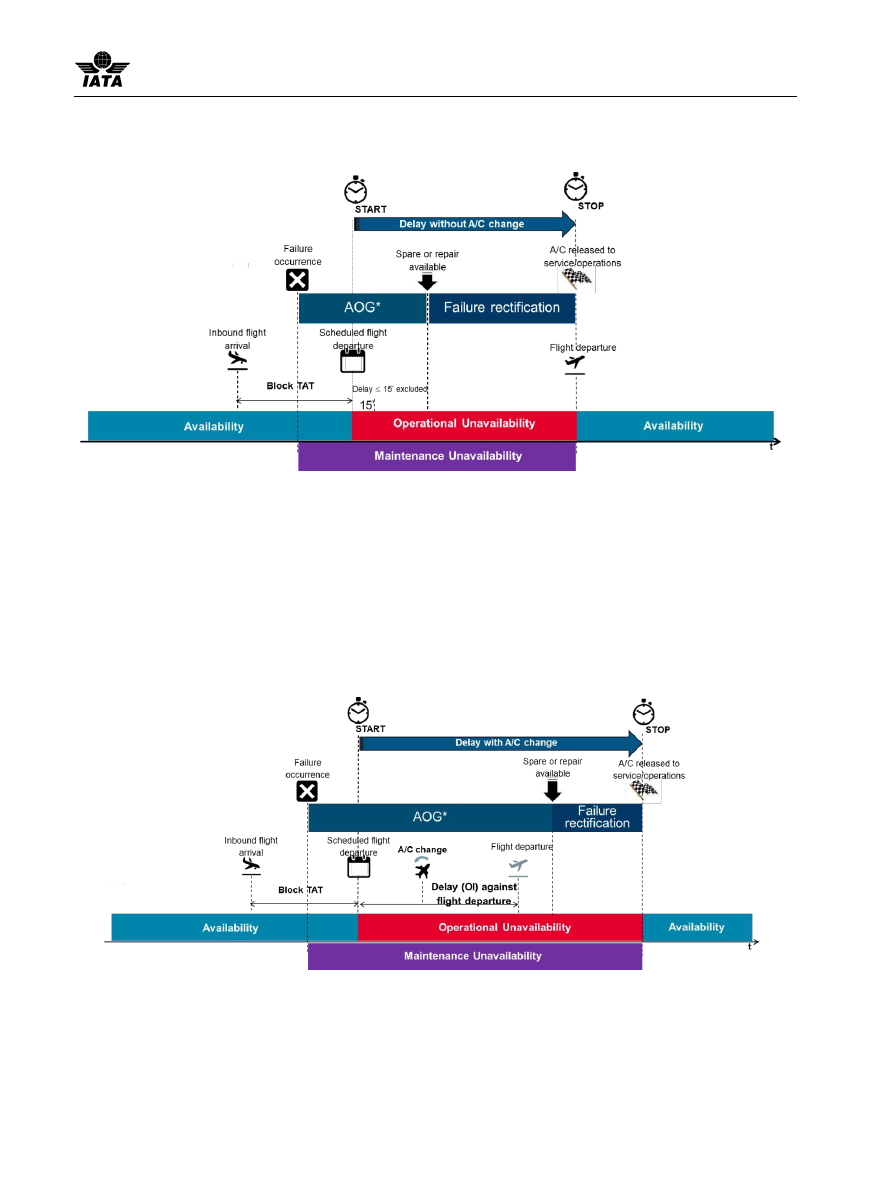 IATA
START
STOP
Delay without A/C change
Failure
occurrence
Spare or repair
available
A/C released to
service/operations
AOG*
Failure rectification
Inbound flight
arrival
Scheduled flight
departure
Flight departure
Block TAT
Delay ≤ 15' excluded
15'
Availability
Operational Unavailability
Availability
t
Maintenance Unavailability
START
STOP
Delay with A/C change
Failure
occurrence
Spare or repair
available
A/C released to
service/operations
AOG*
Failure
rectification
Inbound flight
arrival
Scheduled flight
departure
A/C change
Flight departure
Block TAT
Delay (OI) against
flight departure
Availability
Operational Unavailability
Availability
t
Maintenance Unavailability